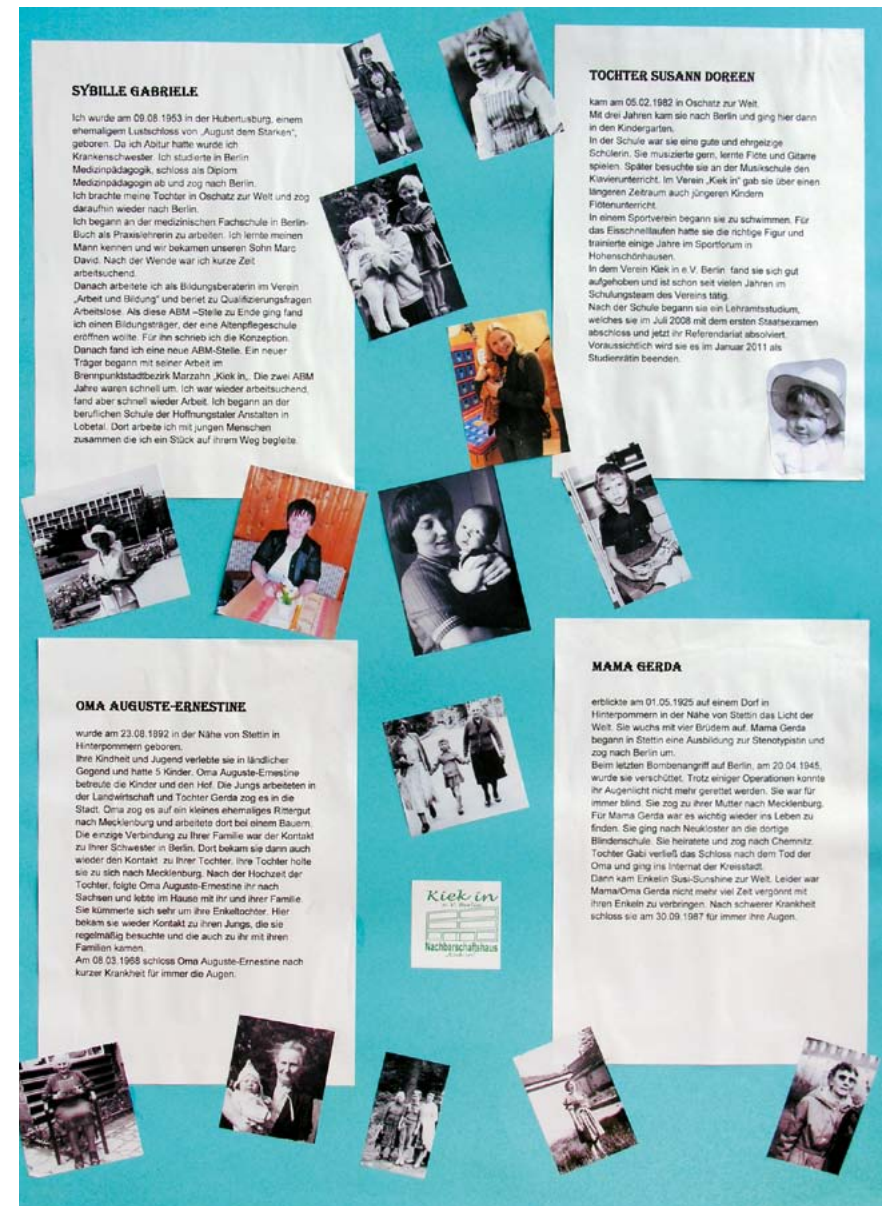 SYBILLE GABRIELE
Ich wurde am 09.08.1953 in der Hubertusburg, einem
ehemaligem Lustschloss von „August dem Starken“,
geboren. Da ich Abitur hatte wurde ich
Krankenschwester. Ich studierte in Berlin
Medizinpädagogik, schloss als Diplom
Medizinpädagogin ab und zog nach Berlin.
Ich brachte meine Tochter in Oschatz zur Welt und zog
daraufhin wieder nach Berlin.
Ich begann an der medizinischen Fachschule in Berlin-
Buch als Praxislehrerin zu arbeiten. Ich lernte meinen
Mann kennen und wir bekamen unseren Sohn Marc
David. Nach der Wende war ich kurze Zeit
arbeitsuchend.
Danach arbeitete ich als Bildungsberaterin im Verein
„Arbeit und Bildung“ und beriet zu Qualifizierungsfragen
Arbeitslose. Als diese ABM –Stelle zu Ende ging fand
ich einen Bildungsträger, der eine Altenpflegeschule
eröffnen wollte. Für ihn schrieb ich die Konzeption.
Danach fand ich eine neue ABM-Stelle. Ein neuer
Träger begann mit seiner Arbeit im
Brennpunktstadtbezirk Marzahn „Kiek in„. Die zwei ABM
Jahre waren schnell um. Ich war wieder arbeitsuchend,
fand aber schnell wieder Arbeit. Ich begann an der
beruflichen Schule der Hoffnungstaler Anstalten in
Lobetal. Dort arbeite ich mit jungen Menschen
zusammen die ich ein Stück auf ihrem Weg begleite.
TOCHTER SUSANN DOREEN
kam am 05.02.1982 in Oschatz zur Welt.
Mit drei Jahren kam sie nach Berlin und ging hier dann
in den Kindergarten.
In der Schule war sie eine gute und ehrgeizige
Schülerin. Sie musizierte gern, lernte Flöte und Gitarre
spielen. Später besuchte sie an der Musikschule den
Klavierunterricht. Im Verein „Kiek in“ gab sie über einen
längeren Zeitraum auch jüngeren Kindern
Flötenunterricht.
In einem Sportverein begann sie zu schwimmen. Für
das Eisschnelllaufen hatte sie die richtige Figur und
trainierte einige Jahre im Sportforum in
Hohenschönhausen.
In dem Verein Kiek in e.V. Berlin fand sie sich gut
aufgehoben und ist schon seit vielen Jahren im
Schulungsteam des Vereins tätig.
Nach der Schule begann sie ein Lehramtsstudium,
welches sie im Juli 2008 mit dem ersten Staatsexamen
abschloss und jetzt ihr Referendariat absolviert.
Voraussichtlich wird sie es im Januar 2011 als
Studienrätin beenden.
OMA AUGUSTE-ERNESTINE
wurde am 23.08.1892 in der Nähe von Stettin in
Hinterpommern geboren.
Ihre Kindheit und Jugend verlebte sie in ländlicher
Gegend und hatte 5 Kinder. Oma Auguste-Ernestine
betreute die Kinder und den Hof. Die Jungs arbeiteten in
der Landwirtschaft und Tochter Gerda zog es in die
Stadt. Oma zog es auf ein kleines ehemaliges Rittergut
nach Mecklenburg und arbeitete dort bei einem Bauern.
Die einzige Verbindung zu Ihrer Familie war der Kontakt
zu Ihrer Schwester in Berlin. Dort bekam sie dann auch
wieder den Kontakt zu Ihrer Tochter. Ihre Tochter holte
sie zu sich nach Mecklenburg. Nach der Hochzeit der
Tochter, folgte Oma Auguste-Ernestine ihr nach
Sachsen und lebte im Hause mit ihr und ihrer Familie.
Sie kümmerte sich sehr um ihre Enkeltochter. Hier
bekam sie wieder Kontakt zu ihren Jungs, die sie
regelmäßig besuchte und die auch zu ihr mit ihren
Familien kamen.
Am 08.03.1968 schloss Oma Auguste-Ernestine nach
kurzer Krankheit für immer die Augen.
MAMA GERDA
erblickte am 01.05.1925 auf einem Dorf in
Hinterpommern in der Nähe von Stettin das Licht der
Welt. Sie wuchs mit vier Brüdern auf. Mama Gerda
begann in Stettin eine Ausbildung zur Stenotypistin und
zog nach Berlin um.
Beim letzten Bombenangriff auf Berlin, am 20.04.1945,
wurde sie verschüttet. Trotz einiger Operationen konnte
ihr Augenlicht nicht mehr gerettet werden. Sie war für
immer blind. Sie zog zu ihrer Mutter nach Mecklenburg.
Für Mama Gerda war es wichtig wieder ins Leben zu
finden. Sie ging nach Neukloster an die dortige
Blindenschule. Sie heiratete und zog nach Chemnitz.
Tochter Gabi verließ das Schloss nach dem Tod der
Oma und ging ins Internat der Kreisstadt.
Dann kam Enkelin Susi-Sunshine zur Welt. Leider war
Mama/Oma Gerda nicht mehr viel Zeit vergönnt mit
ihren Enkeln zu verbringen. Nach schwerer Krankheit
schloss sie am 30.09.1987 für immer ihre Augen.
Kiek in
e.V. Berlin
Nachbarschaftshaus